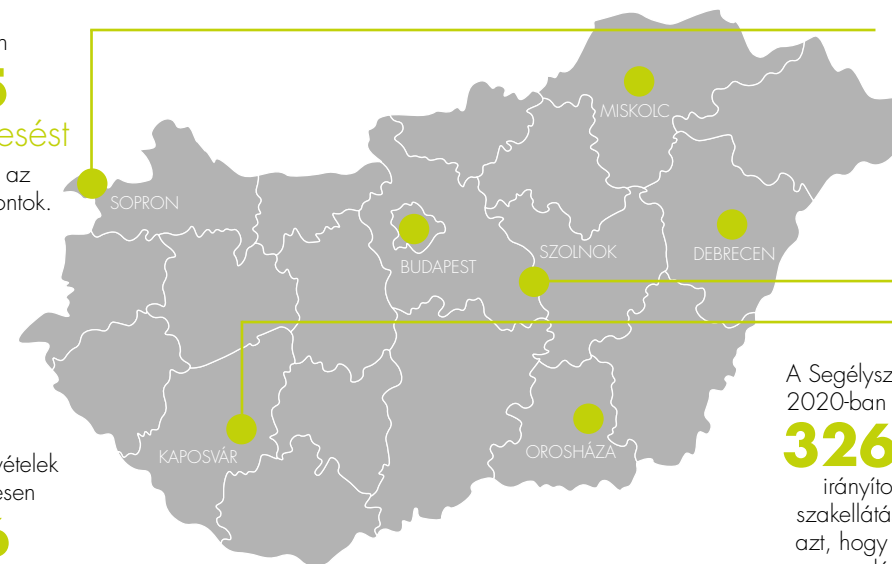 esést
az
ontok.
MISKOLC
SOPRON
BUDAPEST
SZOLNOK
DEBRECEN
KAPOSVÁR
OROSHÁZA
vételek
esen
A Segélysz
2020-ban
326
irányíto
szakellátá
azt, hogy